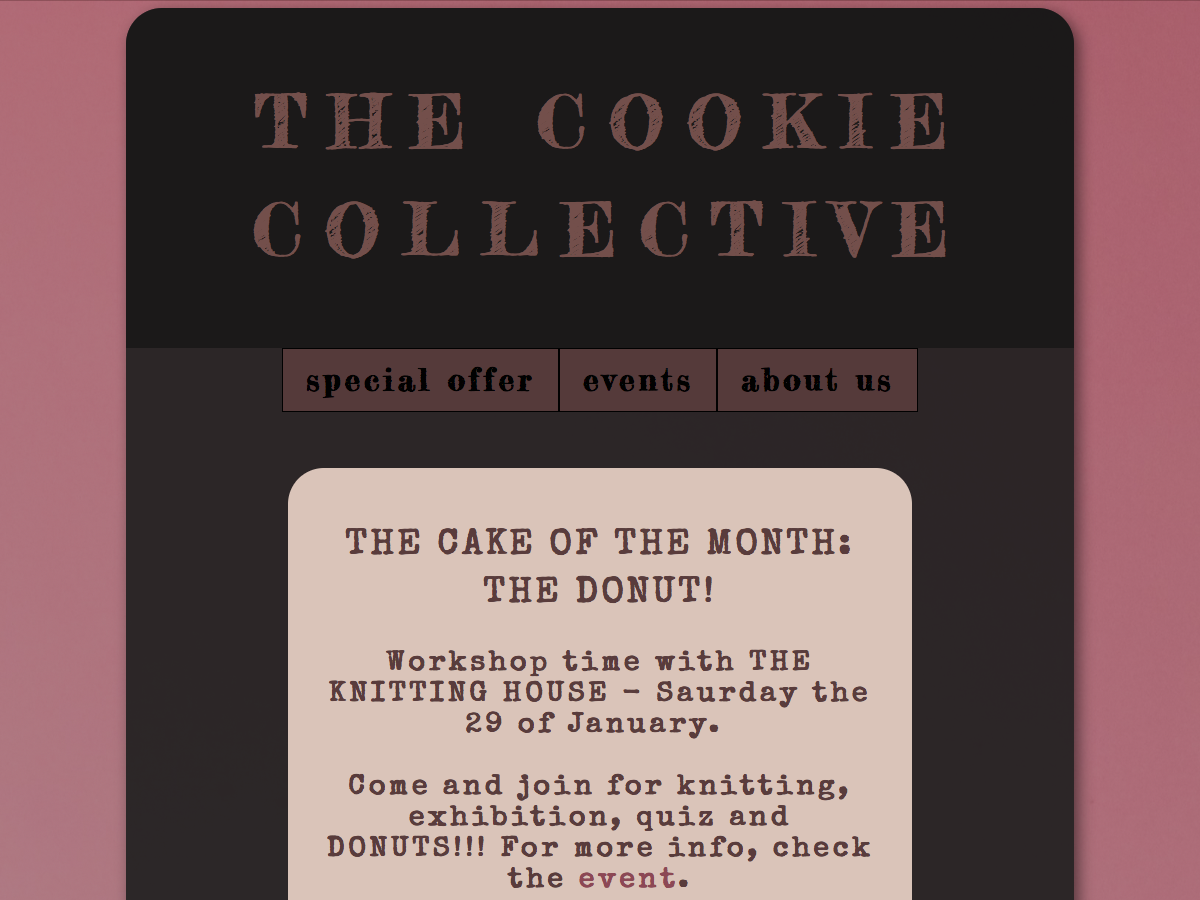 THE COOKIE
COLLECTIVE
special offer
events
about us
THE CAKE OF THE MONTH:
THE DONUT!
Workshop time with THE
KNITTING HOUSE - Saurday the
29 of January.
Come and join for knitting,
exhibition, quiz and
DONUTS!!! For more info, check
the event.